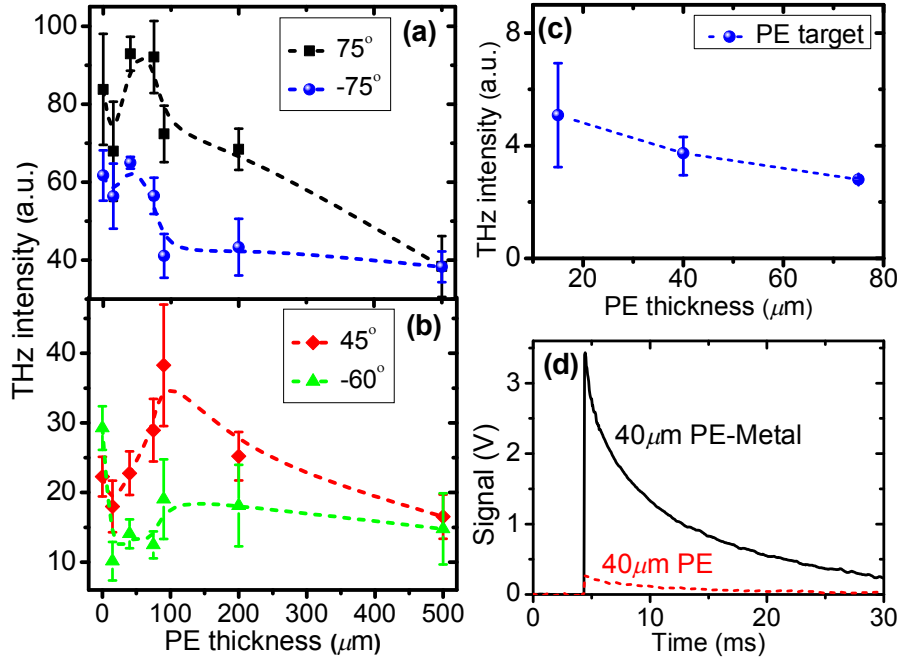 (a)
75°
-75°
100
80
60
40
(b)
45°
-60°
40
30
20
10
THz intensity (a.u.)
0 100 200 300 400 500
PE thickness (μm)
(c)
PE target
8
4
0
THz intensity (a.u.)
20 40 60 80
PE thickness (μm)
(d)
40μm PE-Metal
40μm PE
3
2
1
0
Signal (V)
0 10 20 30
Time (ms)